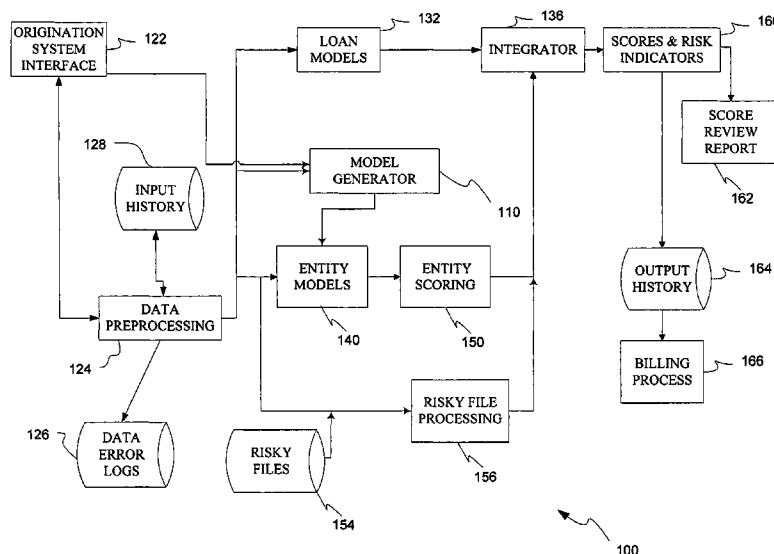 ORIGINATION
SYSTEM
INTERFACE
122
132
LOAN
MODELS
136
INTEGRATOR
160
SCORES & RISK
INDICATORS
SCORE
REVIEW
REPORT
162
128
INPUT
HISTORY
MODEL
GENERATOR
110
ENTITY
MODELS
140
ENTITY
SCORING
150
OUTPUT
HISTORY
164
DATA
PREPROCESSING
124
BILLING
PROCESS
166
RISKY FILE
PROCESSING
156
126
DATA
ERROR
LOGS
RISKY
FILES
154
100